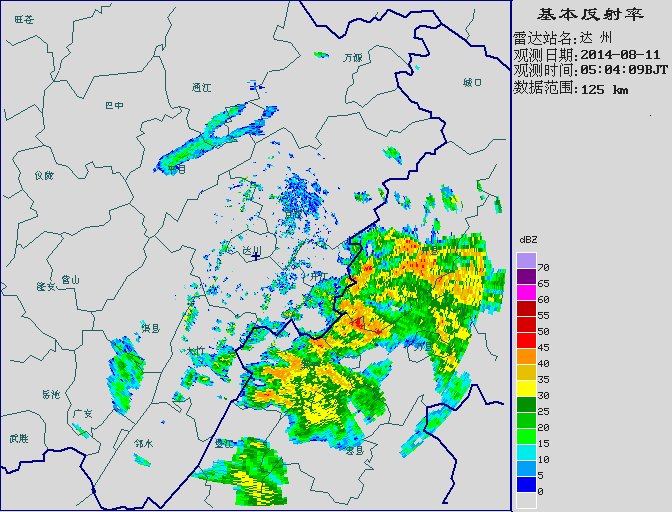 基本反射率
雷达站名:达 州
观测日期:2014-08-11
观测时间:05:04:09BJT
数据范围:125 km
dBZ
70
65
60
55
50
45
40
35
30
25
20
15
10
5
0
旺苍
万源
城口
通江
巴中
仪陇
达川
开江
营山
蓬安
渠县
大竹
岳池
广安
武胜
邻水
垫江
忠县